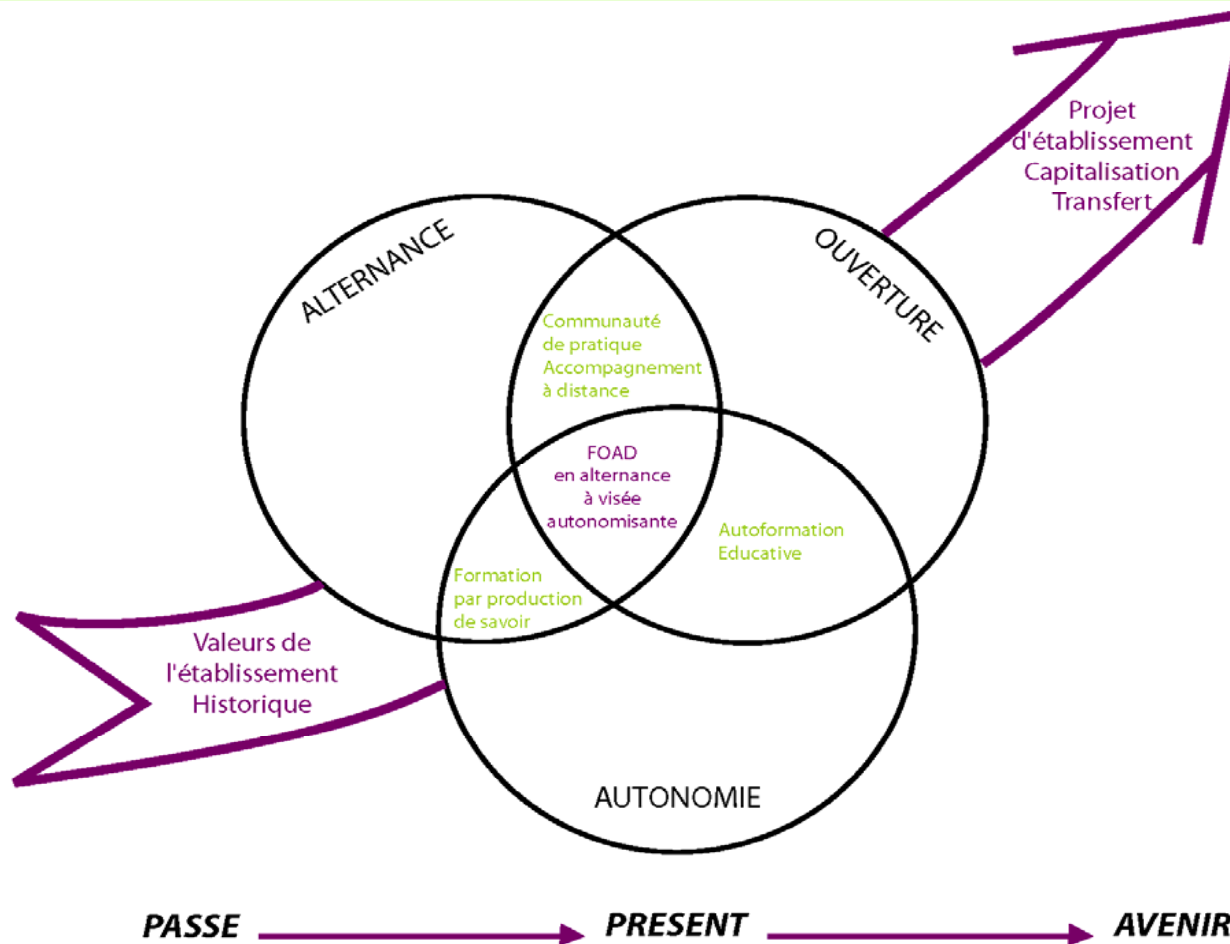 Projet
d'établissement
Capitalisation
Transfert
ALTERNANCE
OUVERTURE
Communauté
de pratique
Accompagnement
à distance
FOAD
en alternance
à visée
autonomisante
Autoformation
Educative
Formation
par production
de savoir
Valeurs de
l'établissement
Historique
AUTONOMIE
PASSE PRESENT AVENIR